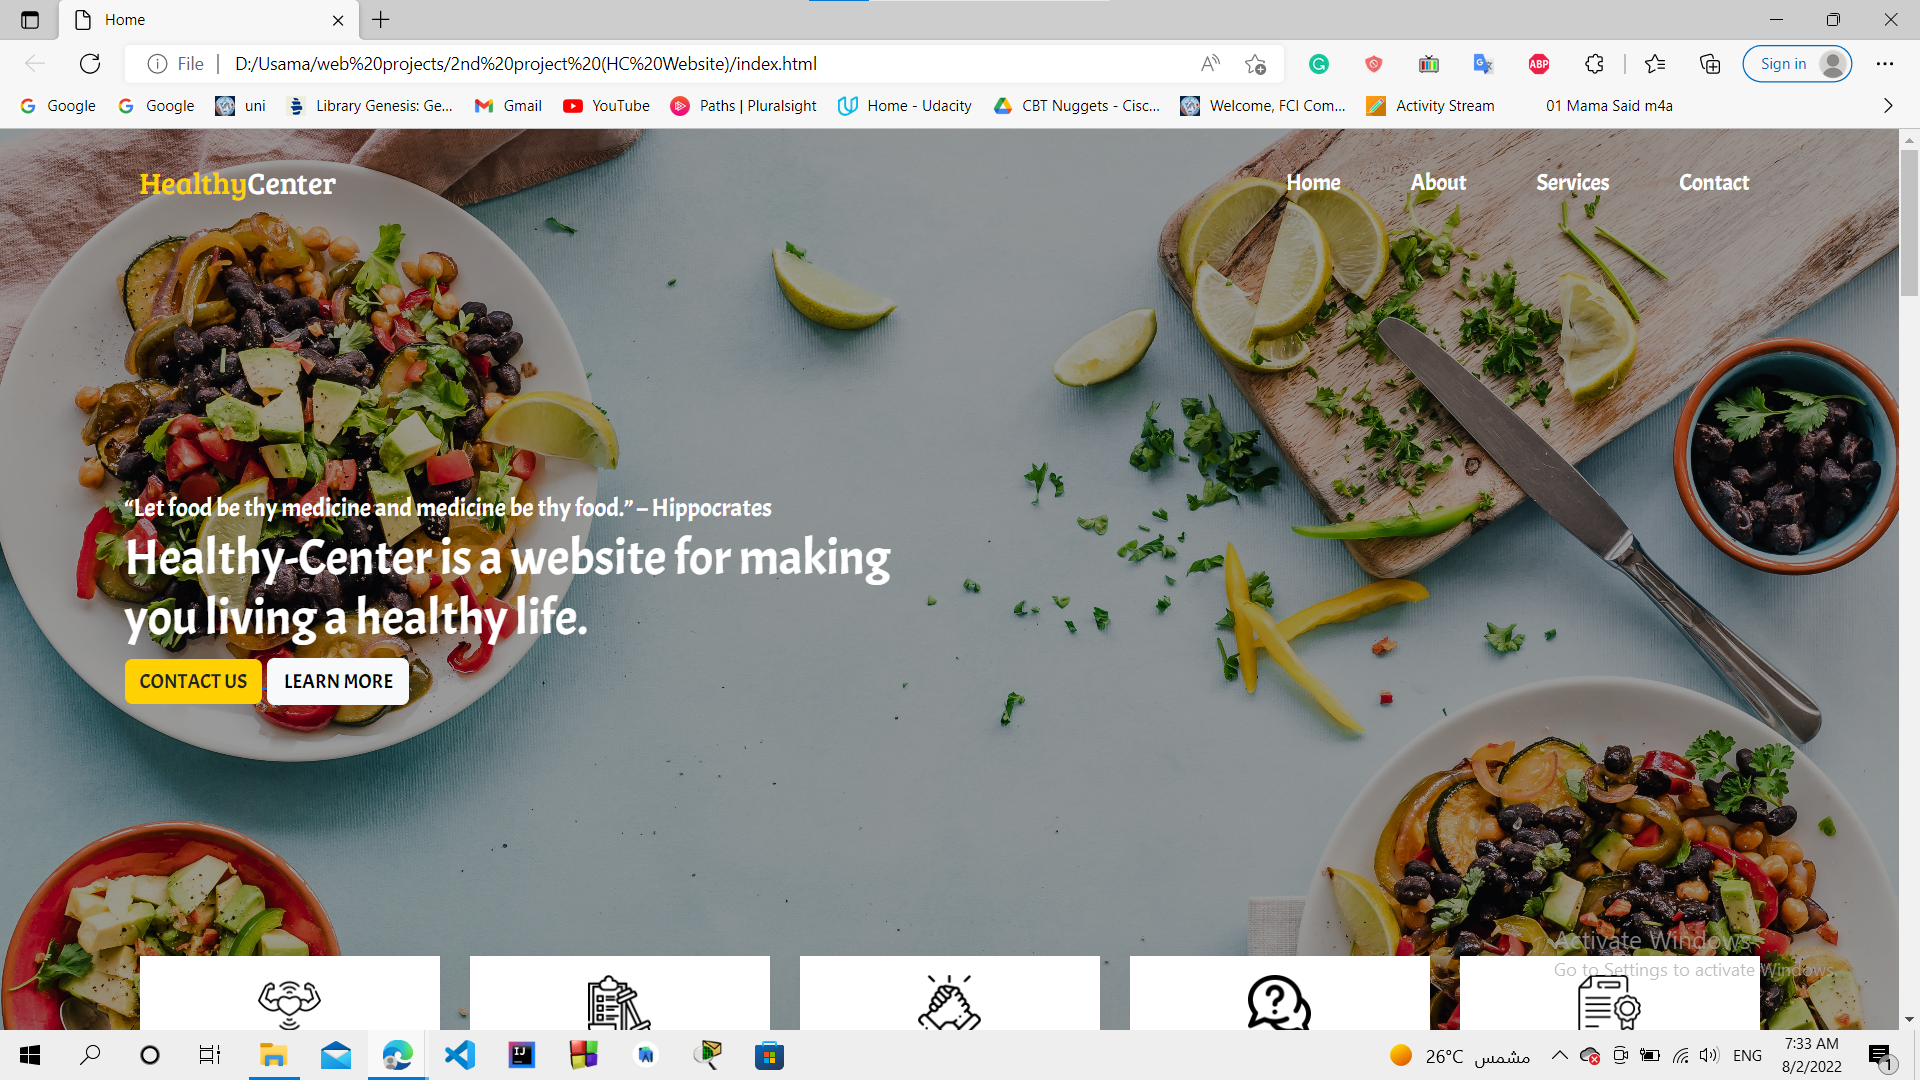 Home
File
D:/Usama/web%20projects/2nd%20project%20(HC%20Website)/index.html
ABP
Sign in
Google
Google
uni
Library Genesis: Ge...
Gmail
YouTube
Paths | Pluralsight
Home - Udacity
CBT Nuggets - Cisc...
Welcome, FCI Com...
Activity Stream
01 Mama Said m4a
HealthyCenter
Home
About
Services
Contact
“Let food be thy medicine and medicine be thy food.” – Hippocrates
Healthy-Center is a website for making
you living a healthy life.
CONTACT US
LEARN MORE
Activate Windows
Go to Settings to activate Windows.
26°C
مشمس
ENG
7:33 AM
8/2/2022
1